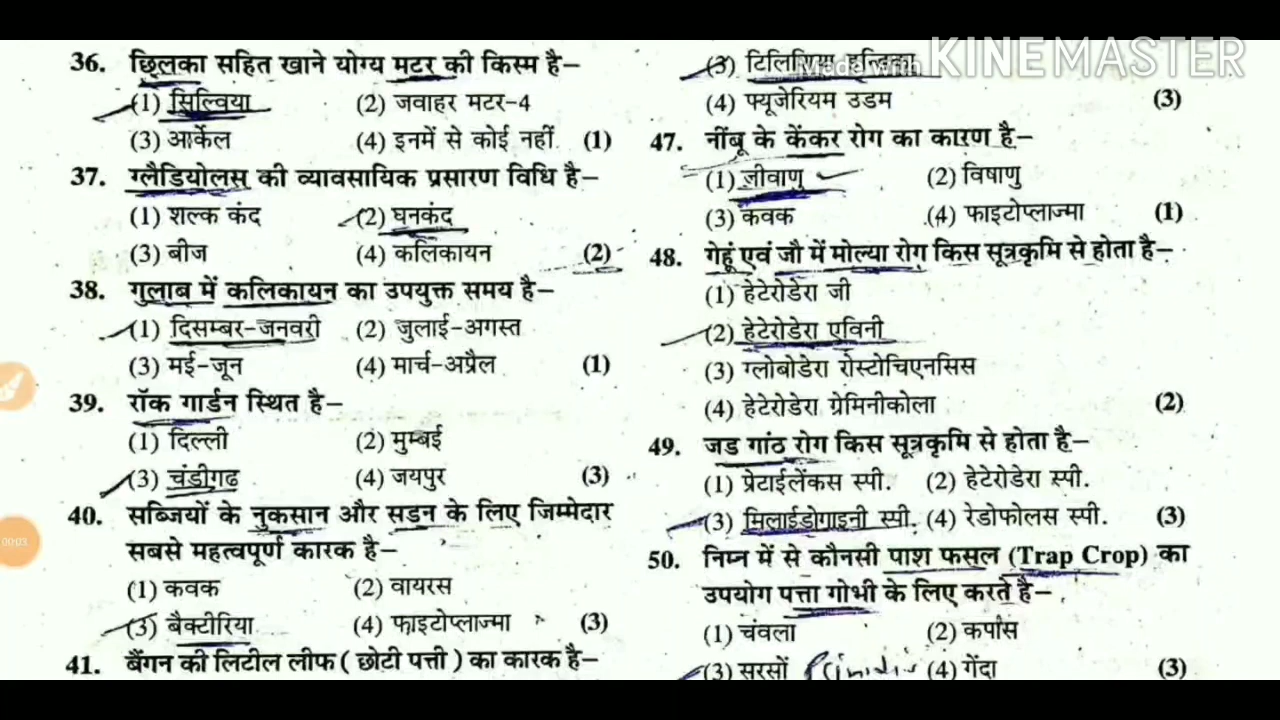 36. छिलका सहित खाने योग्य मटर की किस्म है–
(1) सिल्विया (2) जवाहर मटर-4
(3) आर्केल (4) इनमें से कोई नहीं (1)
37. ग्लैडियोलस की व्यावसायिक प्रसारण विधि है–
(1) शल्क कंद (2) घनकंद
(3) बीज (4) कलिकायन (2)
38. गुलाब में कलिकायन का उपयुक्त समय है–
(1) दिसम्बर-जनवरी (2) जुलाई-अगस्त
(3) मई-जून (4) मार्च-अप्रैल (1)
39. रॉक गार्डन स्थित है–
(1) दिल्ली (2) मुम्बई
(3) चंडीगढ (4) जयपुर (3)
40. सब्जियों के नुकसान और सडन के लिए जिम्मेदार
सबसे महत्वपूर्ण कारक है–
(1) कवक (2) वायरस
(3) बैक्टीरिया (4) फाइटोप्लाज्मा (3)
41. बैंगन की लिटील लीफ ( छोटी पत्ती ) का कारक है–
(3) टिलिशिया इन्डिका
(4) फ्यूजेरियम उडम (3)
47. नींबू के केंकर रोग का कारण है–
(1) जीवाणु (2) विषाणु
(3) कवक (4) फाइटोप्लाज्मा (1)
48. गेहूं एवं जौ में मोल्या रोग किस सूत्रकृमि से होता है–
(1) हेटेरोडेरा जी
(2) हेटेरोडेरा एविनी
(3) ग्लोबोडेरा रोस्टोचिएनसिस
(4) हेटेरोडेरा ग्रेमिनीकोला (2)
49. जड गांठ रोग किस सूत्रकृमि से होता है–
(1) प्रेटाईलेंकस स्पी. (2) हेटेरोडेरा स्पी.
(3) मिलाईडोगाइनी स्पी. (4) रेडोफोलस स्पी. (3)
50. निम्न में से कौनसी पाश फसल (Trap Crop) का
उपयोग पत्ता गोभी के लिए करते है–
(1) चंवला (2) कपास
(3) सरसों (4) गेंदा (3)
Made with KINEMASTER
00:03